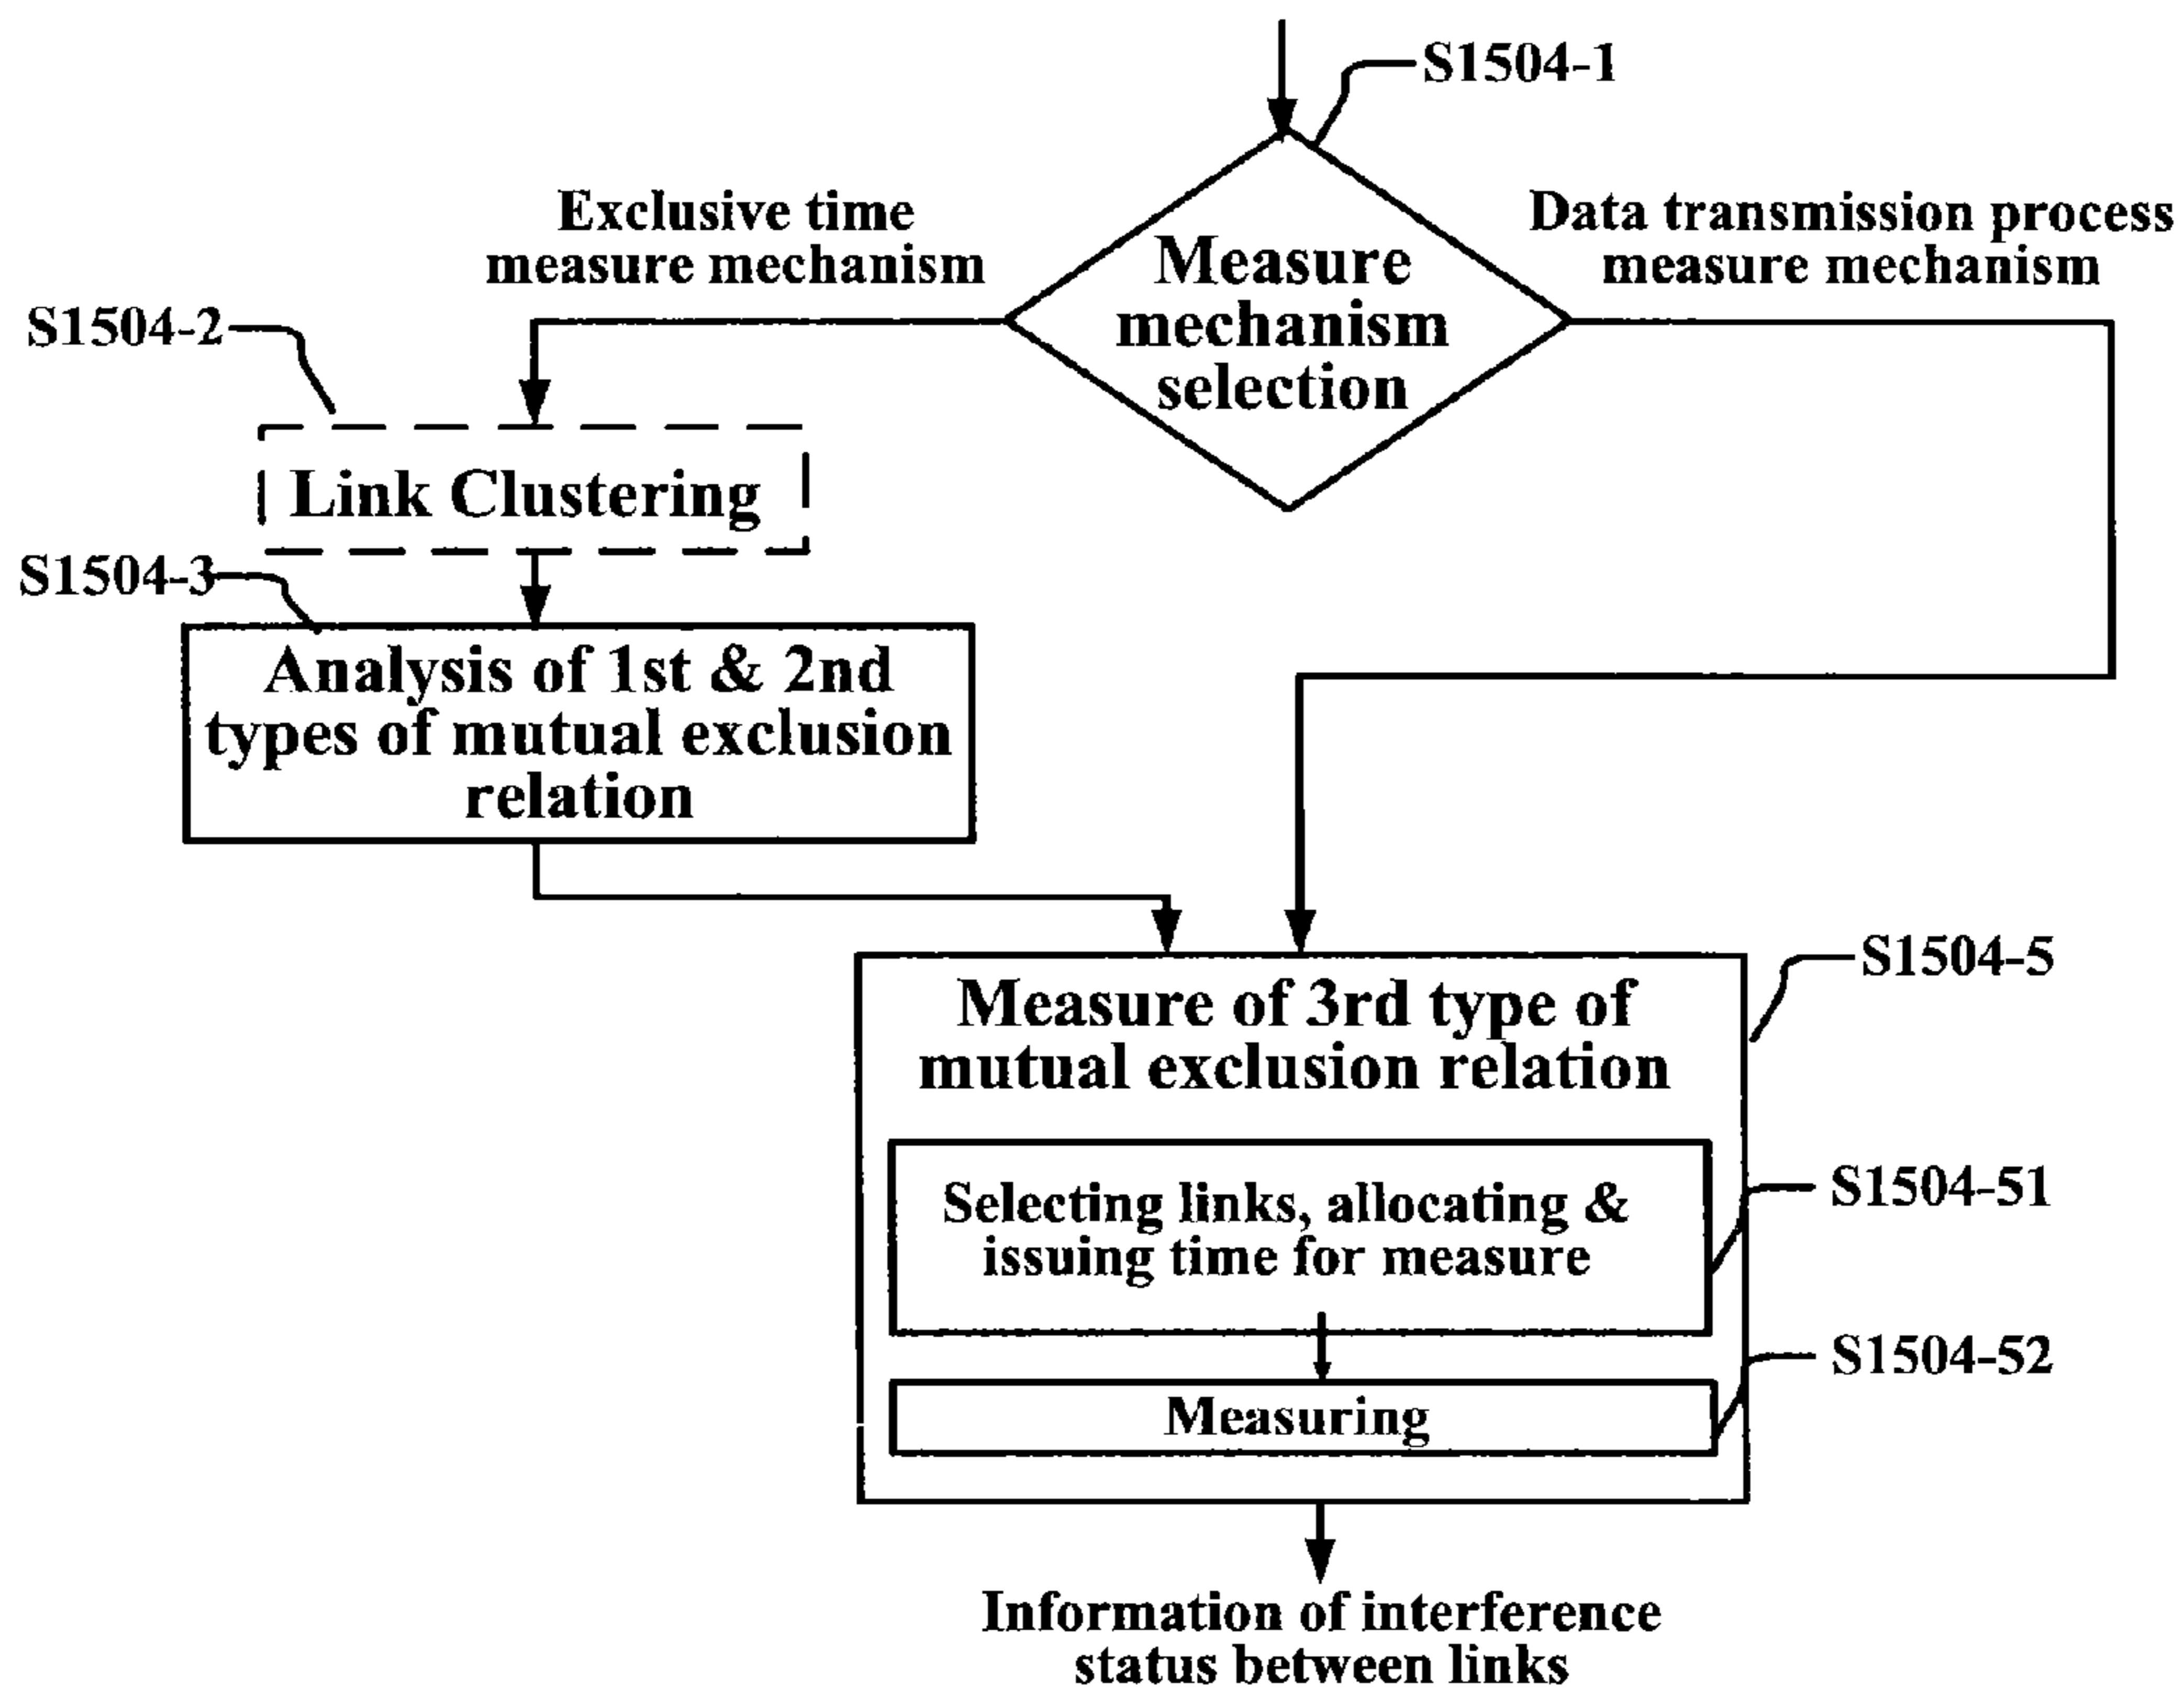 S1504-1
Exclusive time
measure mechanism
Data transmission process
measure mechanism
Measure
mechanism
selection
S1504-2
Link Clustering
S1504-3
Analysis of 1st & 2nd
types of mutual exclusion
relation
S1504-5
Measure of 3rd type of
mutual exclusion relation
S1504-51
Selecting links, allocating &
issuing time for measure
S1504-52
Measuring
Information of interference
status between links